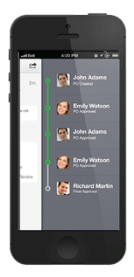 4:20 PM
John Adams
PO Created
Emily Watson
PO Approved
John Adams
PO Approved
Emily Watson
PO Approved
Richard Martin
Final Approved